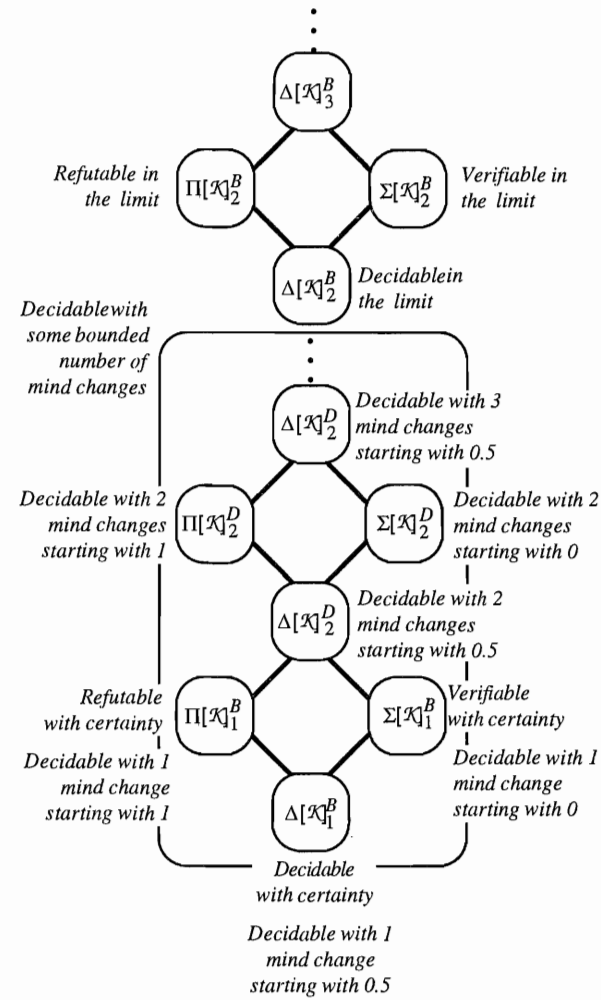 Δ[𝒦]₃ᴮ
Refutable in
the limit
Π[𝒦]₂ᴮ
Σ[𝒦]₂ᴮ
Verifiable in
the limit
Δ[𝒦]₂ᴮ
Decidablein
the limit
Decidablewith
some bounded
number of
mind changes
Δ[𝒦]₂ᴰ
Decidable with 3
mind changes
starting with 0.5
Decidable with 2
mind changes
starting with 1
Π[𝒦]₂ᴰ
Σ[𝒦]₂ᴰ
Decidable with 2
mind changes
starting with 0
Δ[𝒦]₂ᴰ
Decidable with 2
mind changes
starting with 0.5
Refutable
with certainty
Π[𝒦]₁ᴮ
Σ[𝒦]₁ᴮ
Verifiable
with certainty
Decidable with 1
mind change
starting with 1
Decidable with 1
mind change
starting with 0
Δ[𝒦]₁ᴮ
Decidable
with certainty
Decidable with 1
mind change
starting with 0.5